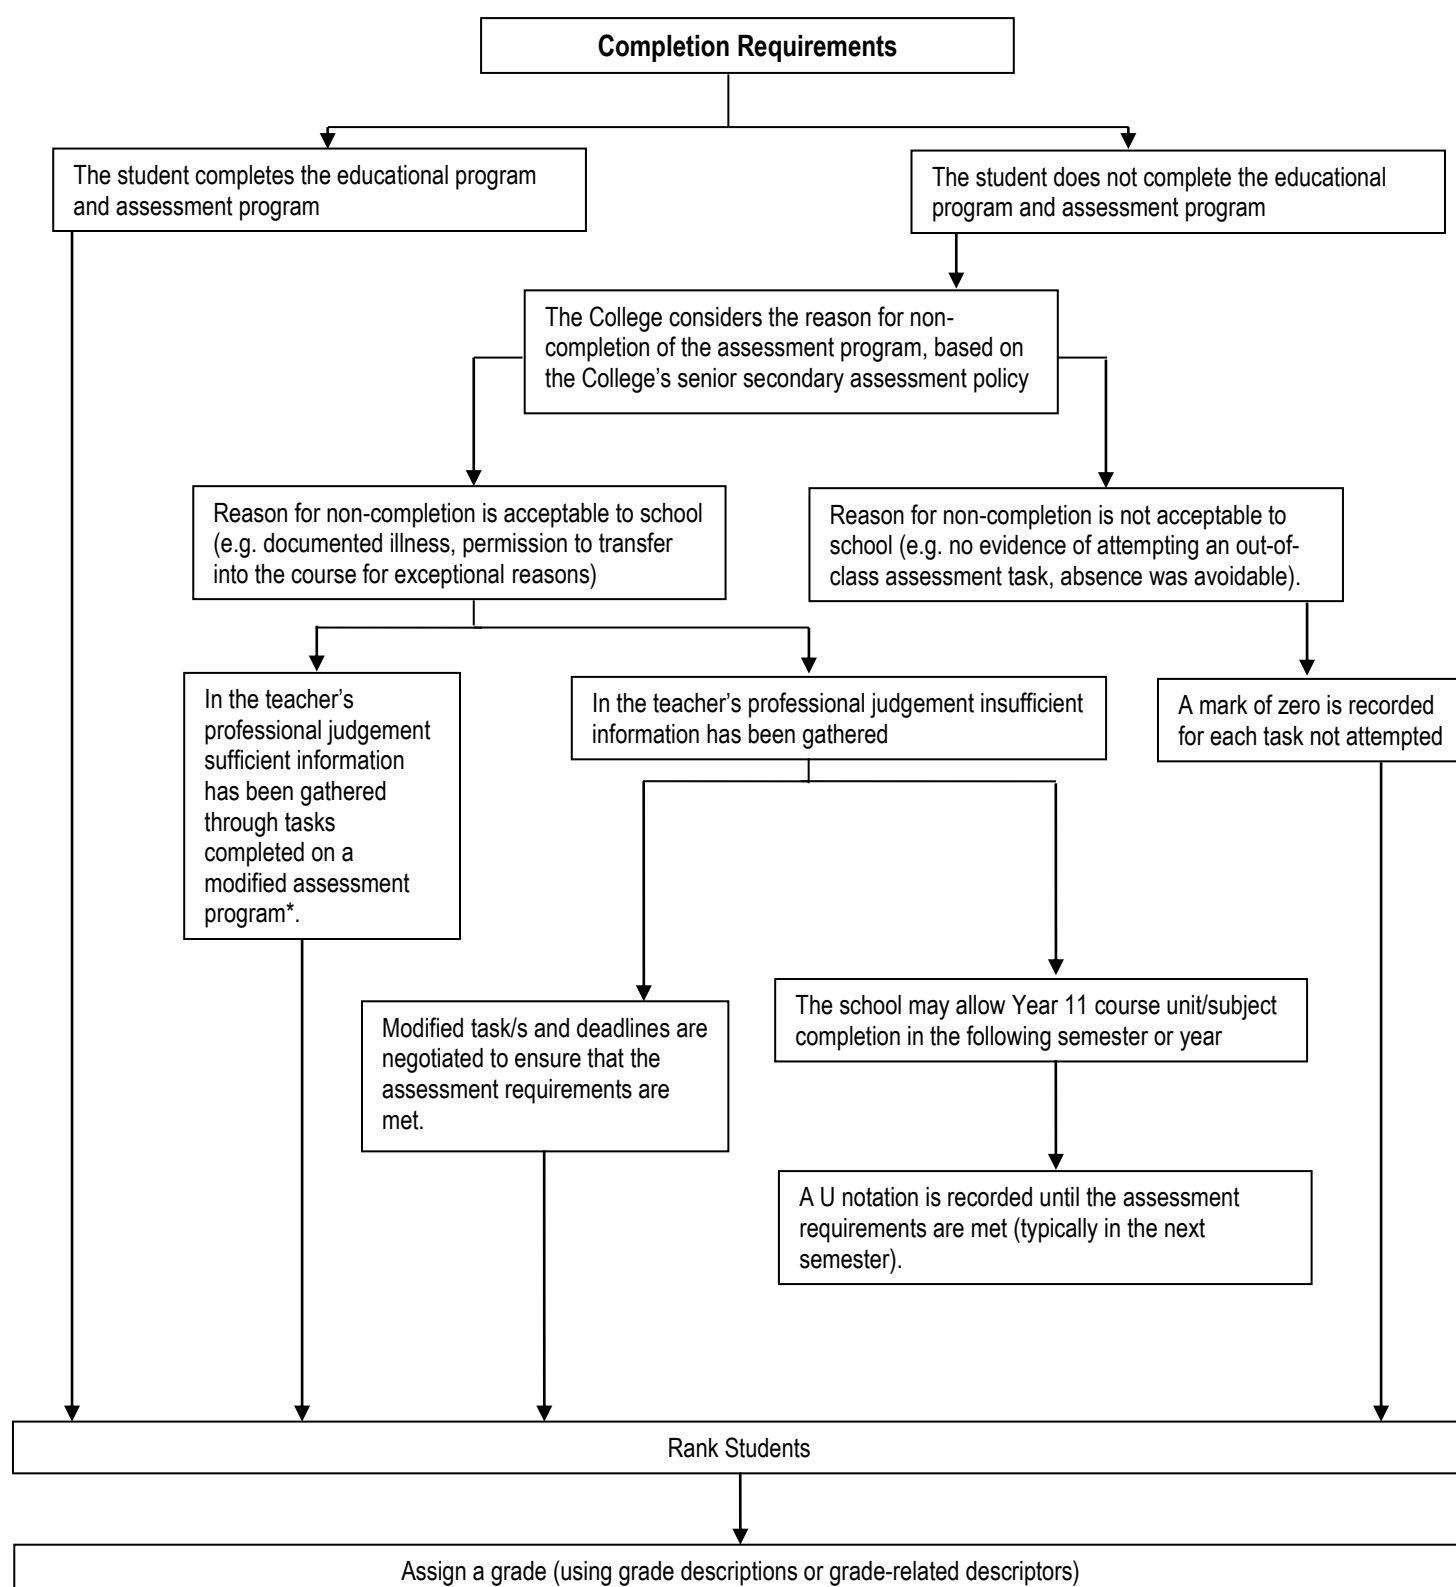 Completion Requirements
The student completes the educational program
and assessment program
The student does not complete the educational
program and assessment program
The College considers the reason for non-
completion of the assessment program, based on
the College’s senior secondary assessment policy
Reason for non-completion is acceptable to school
(e.g. documented illness, permission to transfer
into the course for exceptional reasons)
Reason for non-completion is not acceptable to
school (e.g. no evidence of attempting an out-of-
class assessment task, absence was avoidable).
In the teacher’s
professional judgement
sufficient information
has been gathered
through tasks
completed on a
modified assessment
program*.
In the teacher’s professional judgement insufficient
information has been gathered
A mark of zero is recorded
for each task not attempted
Modified task/s and deadlines are
negotiated to ensure that the
assessment requirements are
met.
The school may allow Year 11 course unit/subject
completion in the following semester or year
A U notation is recorded until the assessment
requirements are met (typically in the next
semester).
Rank Students
Assign a grade (using grade descriptions or grade-related descriptors)